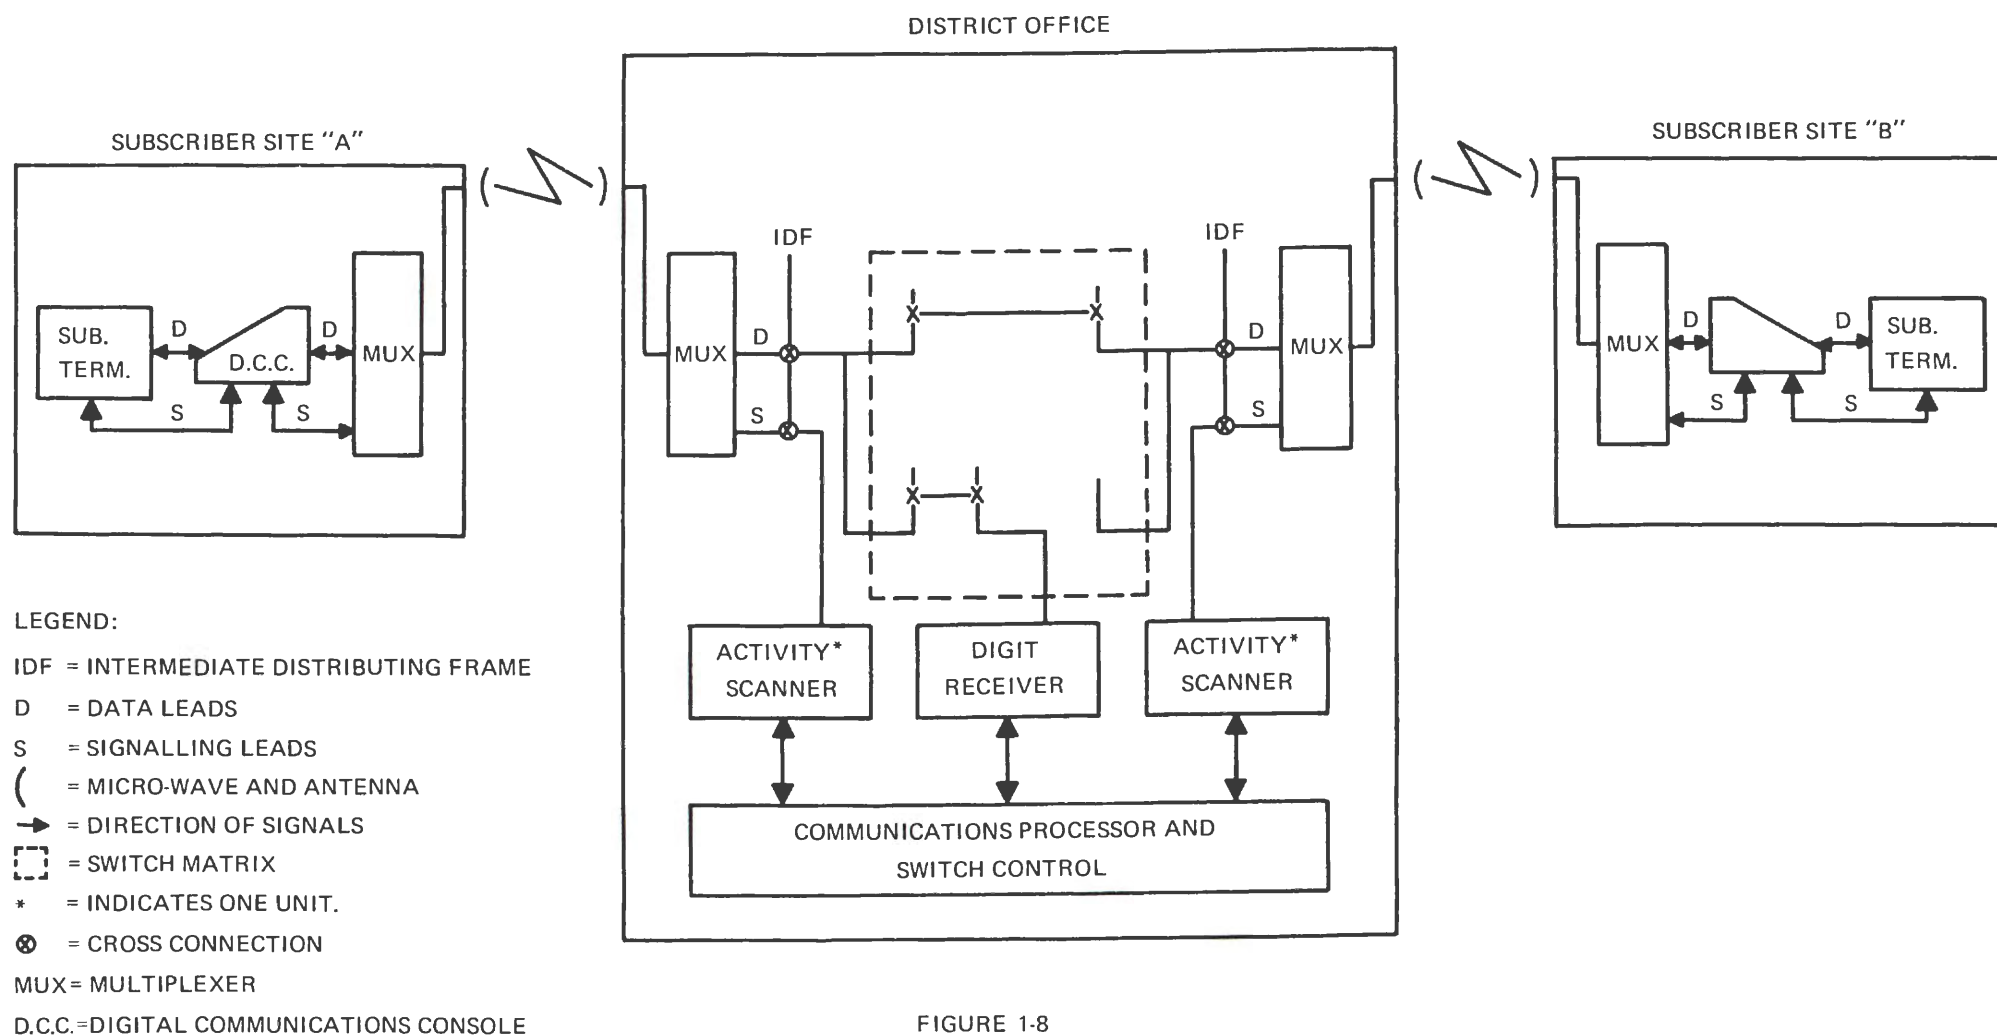 DISTRICT OFFICE
SUBSCRIBER SITE "A"
SUBSCRIBER SITE "B"
SUB.
TERM.
D
D.C.C.
D
S
S
MUX
IDF
MUX
D
S
IDF
D
S
MUX
MUX
D
D
S
S
SUB.
TERM.
ACTIVITY*
SCANNER
DIGIT
RECEIVER
ACTIVITY*
SCANNER
COMMUNICATIONS PROCESSOR AND
SWITCH CONTROL
LEGEND:
IDF = INTERMEDIATE DISTRIBUTING FRAME
D = DATA LEADS
S = SIGNALLING LEADS
( = MICRO-WAVE AND ANTENNA
= DIRECTION OF SIGNALS
= SWITCH MATRIX
* = INDICATES ONE UNIT.
⊗ = CROSS CONNECTION
MUX= MULTIPLEXER
D.C.C.=DIGITAL COMMUNICATIONS CONSOLE
FIGURE 1-8